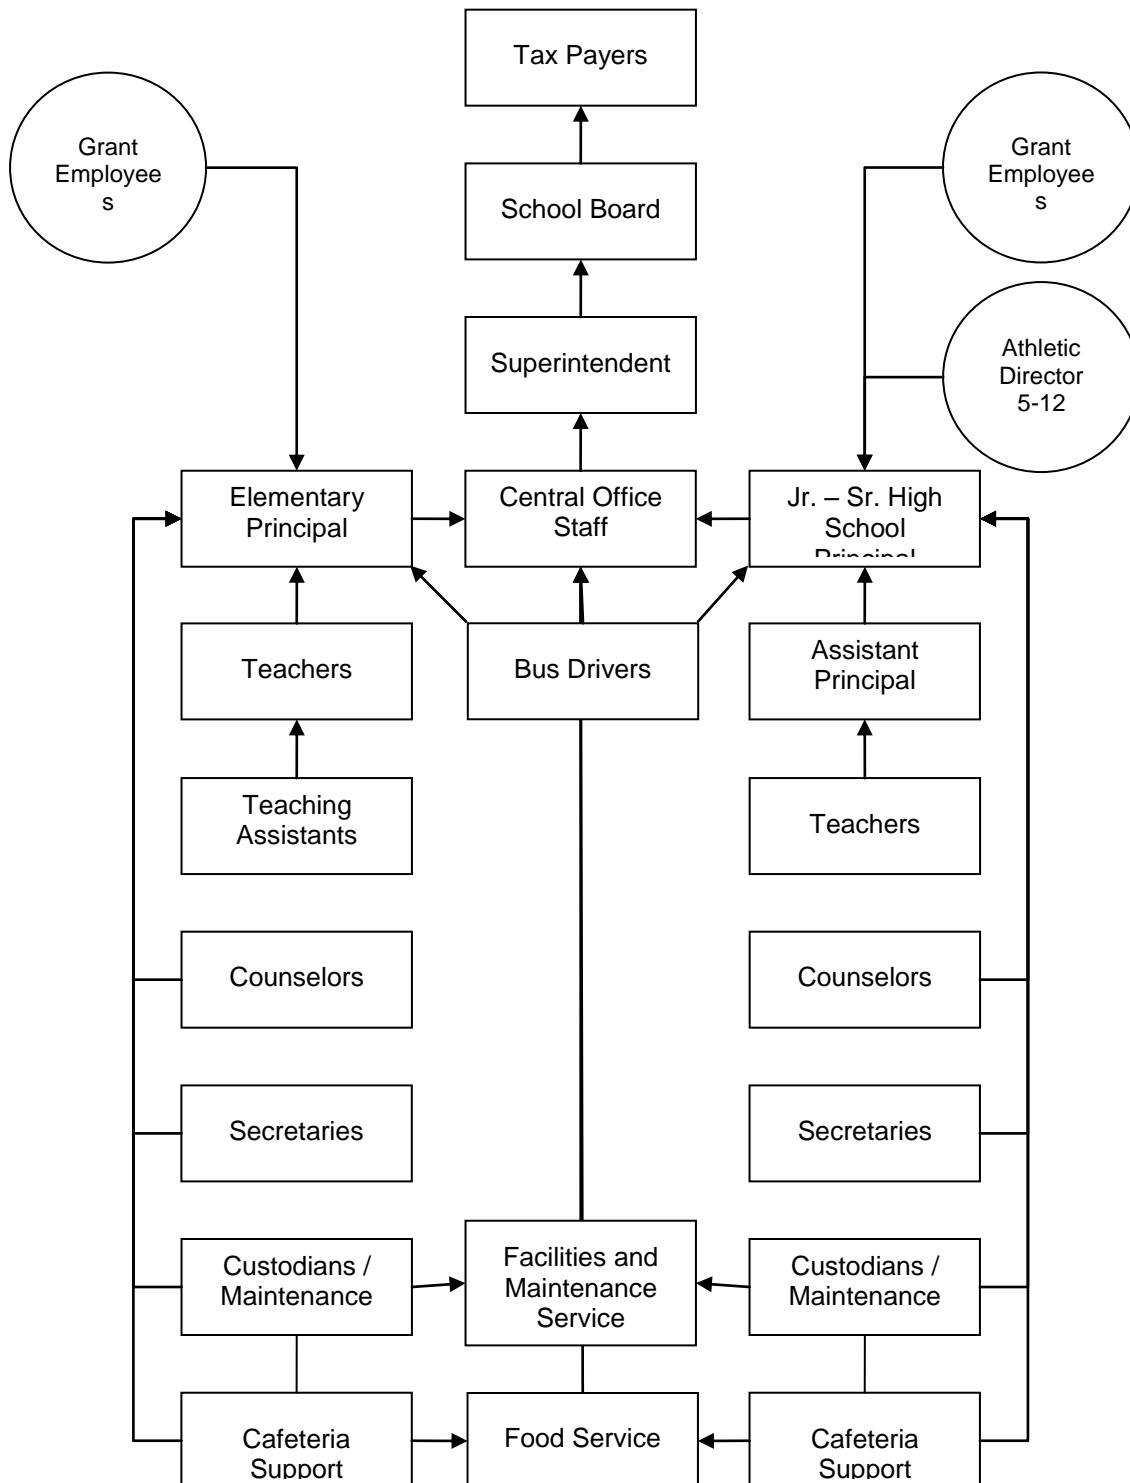 Tax Payers
Grant
Employee
s
Grant
Employee
s
School Board
Superintendent
Athletic
Director
5-12
Elementary
Principal
Central Office
Staff
Jr. – Sr. High
School
Principal
Teachers
Bus Drivers
Assistant
Principal
Teaching
Assistants
Teachers
Counselors
Counselors
Secretaries
Secretaries
Custodians /
Maintenance
Facilities and
Maintenance
Service
Custodians /
Maintenance
Cafeteria
Support
Food Service
Cafeteria
Support